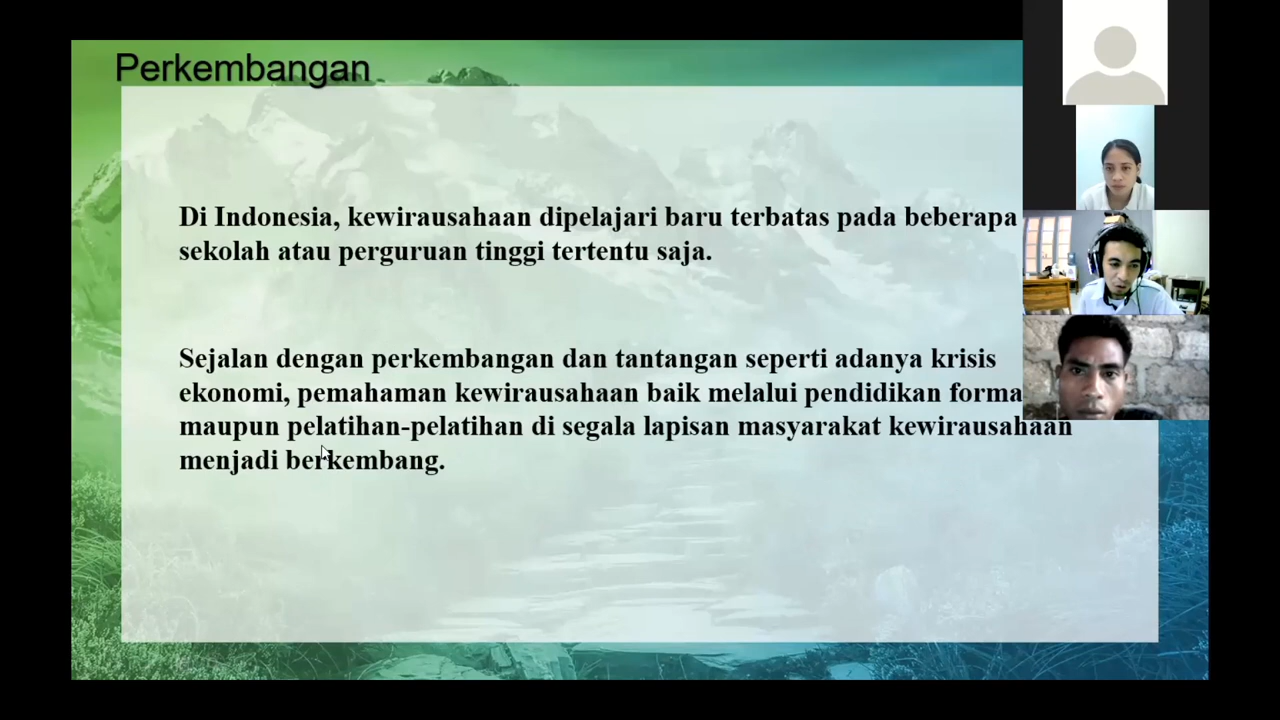 Perkembangan
Di Indonesia, kewirausahaan dipelajari baru terbatas pada beberapa
sekolah atau perguruan tinggi tertentu saja.
Sejalan dengan perkembangan dan tantangan seperti adanya krisis
ekonomi, pemahaman kewirausahaan baik melalui pendidikan forma
maupun pelatihan-pelatihan di segala lapisan masyarakat kewirausahaan
menjadi berkembang.